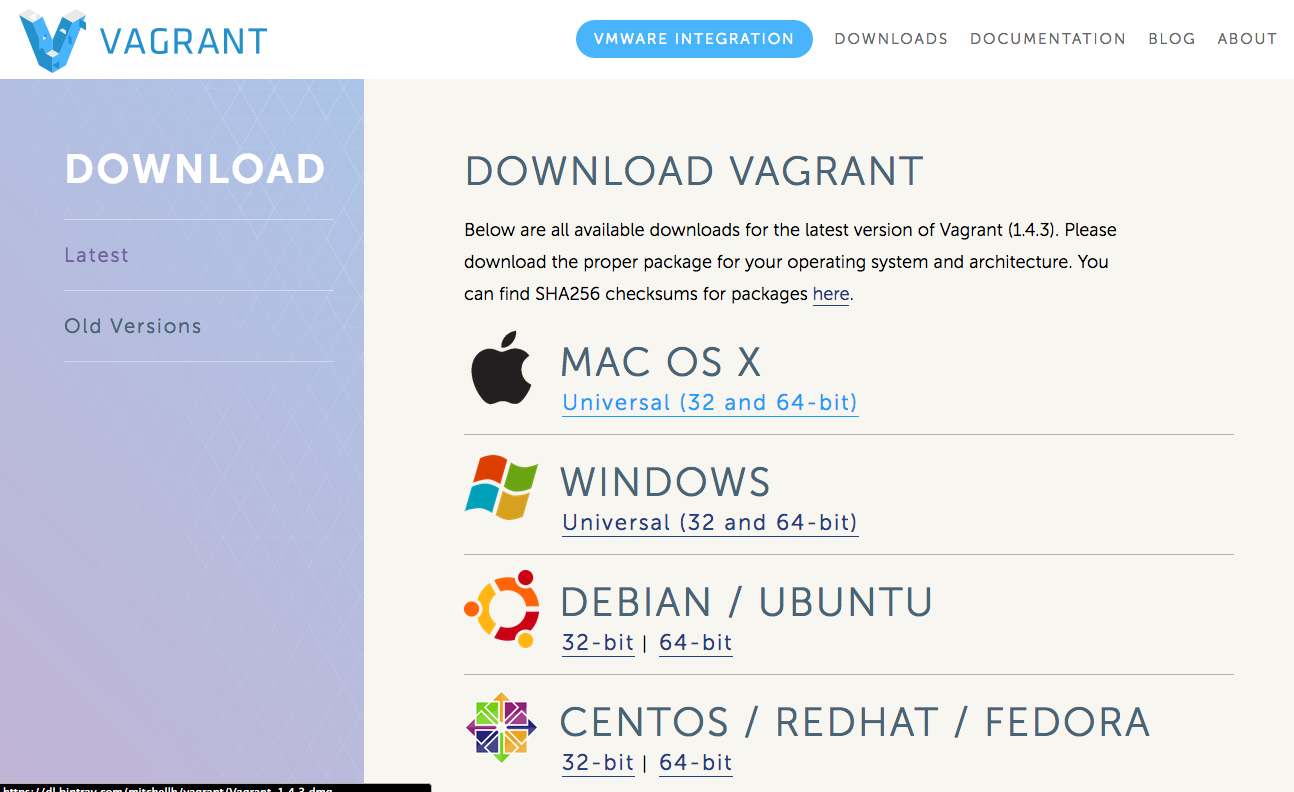 VAGRANT
VMWARE INTEGRATION
DOWNLOADS
DOCUMENTATION
BLOG
ABOUT
DOWNLOAD
Latest
Old Versions
DOWNLOAD VAGRANT
Below are all available downloads for the latest version of Vagrant (1.4.3). Please
download the proper package for your operating system and architecture. You
can find SHA256 checksums for packages here.
MAC OS X
Universal (32 and 64-bit)
WINDOWS
Universal (32 and 64-bit)
DEBIAN / UBUNTU
32-bit | 64-bit
CENTOS / REDHAT / FEDORA
32-bit | 64-bit
https://dl.bintray.com/mitchellh/vagrant/Vagrant-1.4.3.dmg